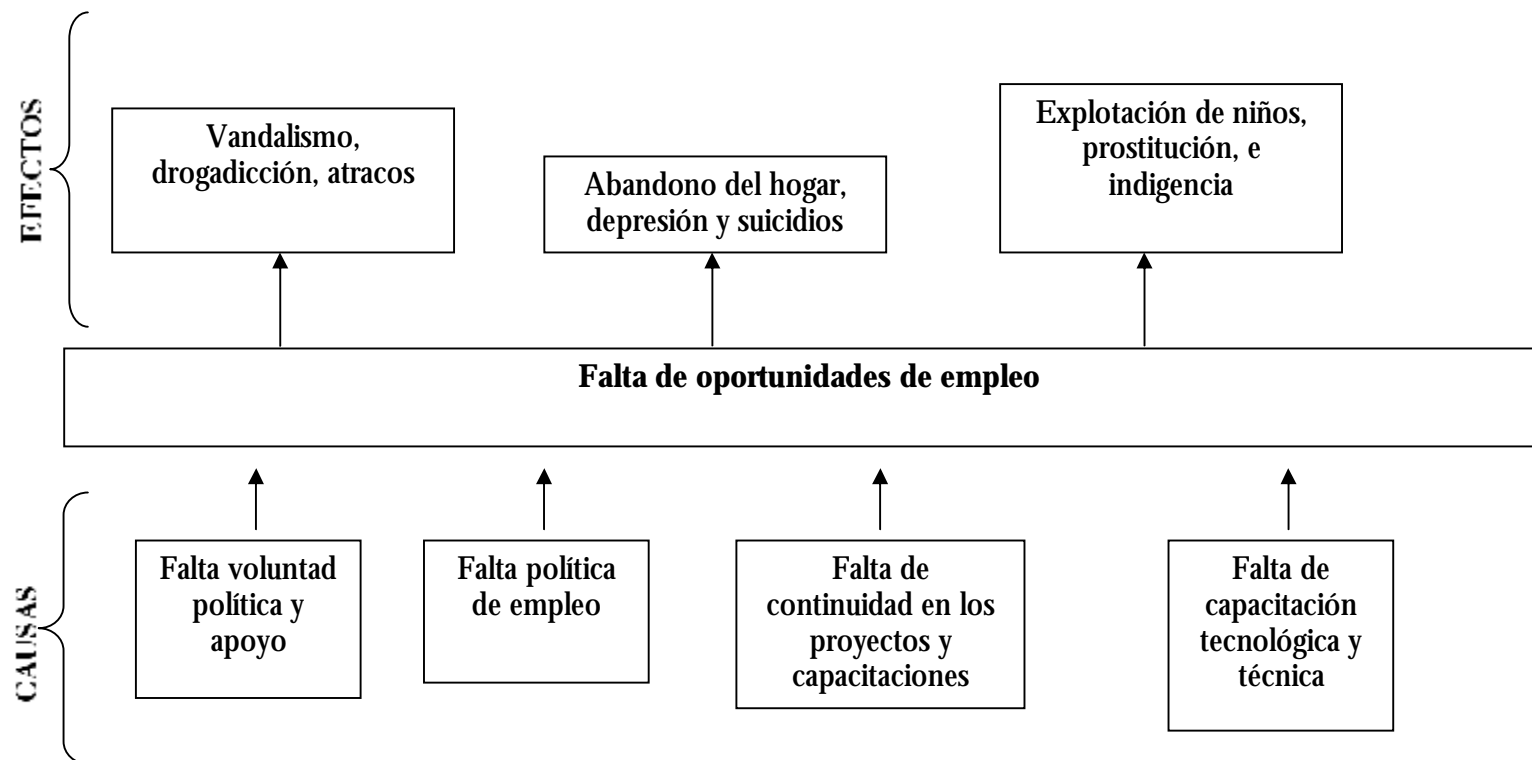 EFECTOS
Vandalismo,
drogadicción, atracos
Abandono del hogar,
depresión y suicidios
Explotación de niños,
prostitución, e
indigencia
Falta de oportunidades de empleo
CAUSAS
Falta voluntad
política y
apoyo
Falta política
de empleo
Falta de
continuidad en los
proyectos y
capacitaciones
Falta de
capacitación
tecnológica y
técnica